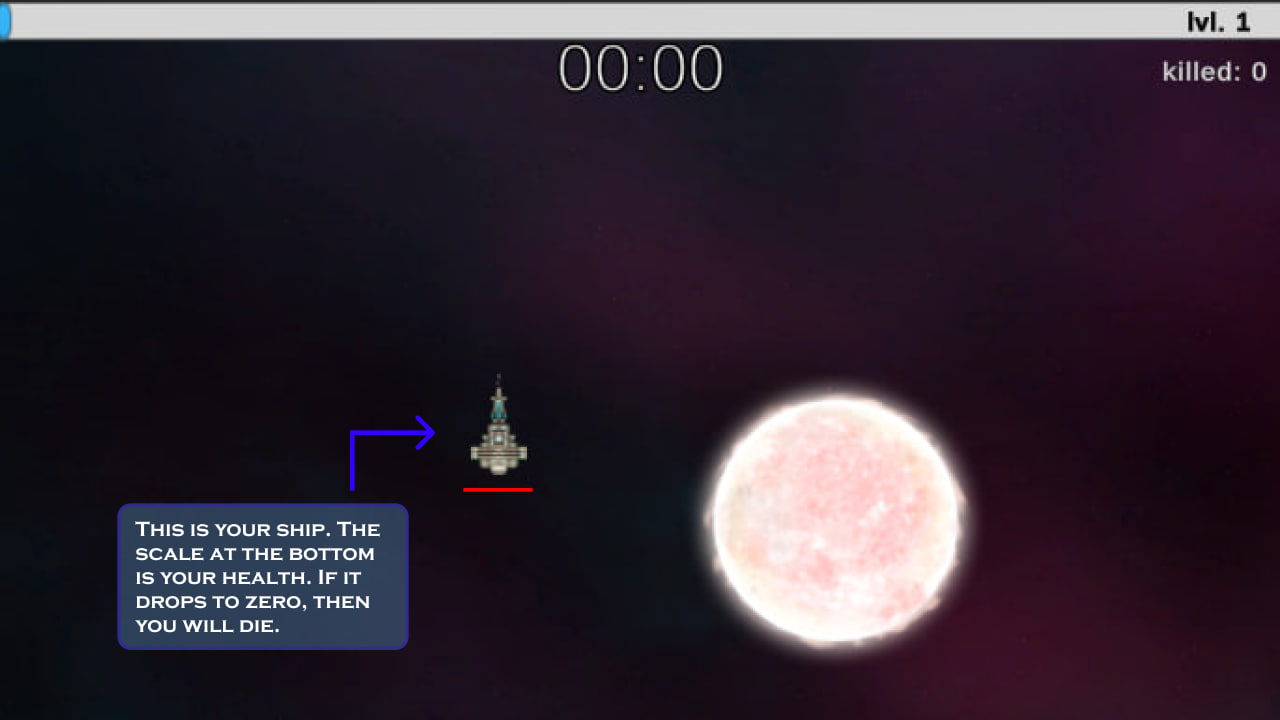 lvl. 1
00:00
killed: 0
This is your ship. The
scale at the bottom
is your health. If it
drops to zero, then
you will die.